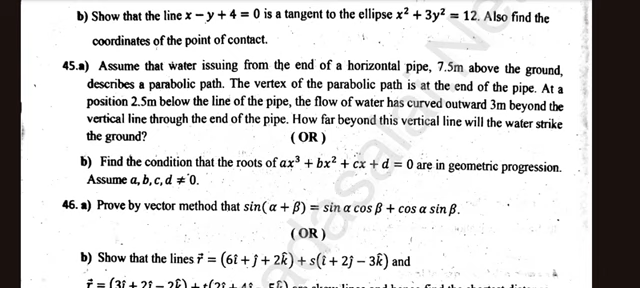 b) Show that the line x − y + 4 = 0 is a tangent to the ellipse x² + 3y² = 12. Also find the
coordinates of the point of contact.
45.a) Assume that water issuing from the end of a horizontal pipe, 7.5m above the ground,
describes a parabolic path. The vertex of the parabolic path is at the end of the pipe. At a
position 2.5m below the line of the pipe, the flow of water has curved outward 3m beyond the
vertical line through the end of the pipe. How far beyond this vertical line will the water strike
the ground? (OR)
b) Find the condition that the roots of ax³ + bx² + cx + d = 0 are in geometric progression.
Assume a, b, c, d ≠ 0.
46. a) Prove by vector method that sin(α + β) = sin α cos β + cos α sin β.
(OR)
b) Show that the lines r⃗ = (6î + ĵ + 2k̂) + s(î + 2ĵ − 3k̂) and